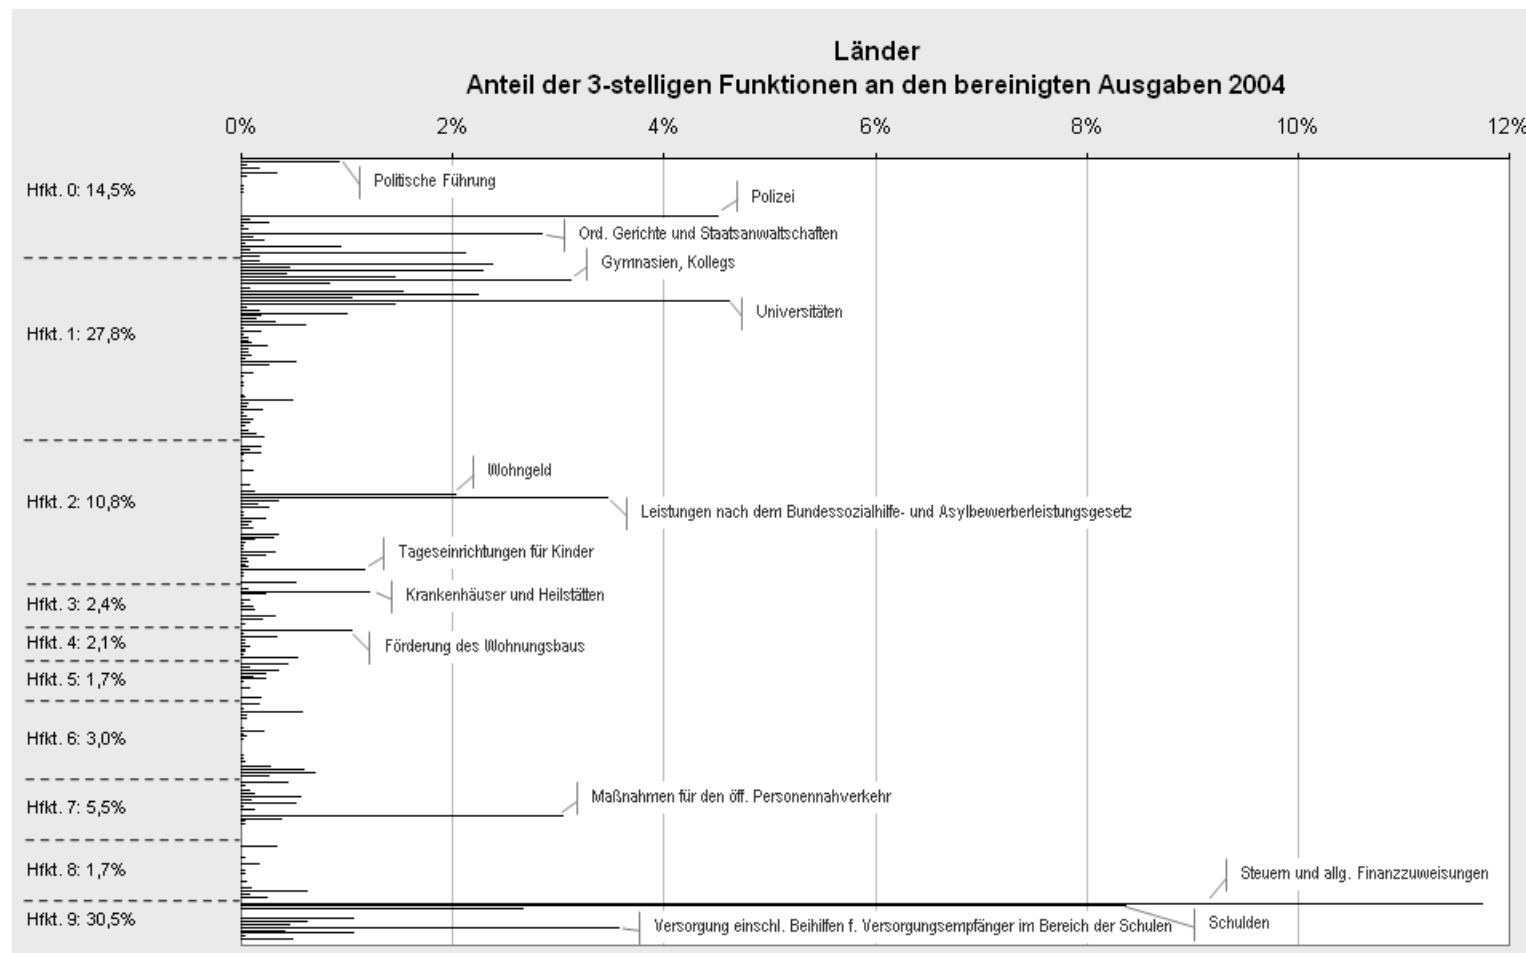 Länder
Anteil der 3-stelligen Funktionen an den bereinigten Ausgaben 2004
0% 2% 4% 6% 8% 10% 12%
Hfkt. 0: 14,5%
Politische Führung
Polizei
Ord. Gerichte und Staatsanwaltschaften
Gymnasien, Kollegs
Hfkt. 1: 27,8%
Universitäten
Wohngeld
Hfkt. 2: 10,8%
Leistungen nach dem Bundessozialhilfe- und Asylbewerberleistungsgesetz
Tageseinrichtungen für Kinder
Hfkt. 3: 2,4%
Krankenhäuser und Heilstätten
Hfkt. 4: 2,1%
Förderung des Wohnungsbaus
Hfkt. 5: 1,7%
Hfkt. 6: 3,0%
Hfkt. 7: 5,5%
Maßnahmen für den öff. Personennahverkehr
Hfkt. 8: 1,7%
Steuern und allg. Finanzzuweisungen
Hfkt. 9: 30,5%
Versorgung einschl. Beihilfen f. Versorgungsempfänger im Bereich der Schulen
Schulden